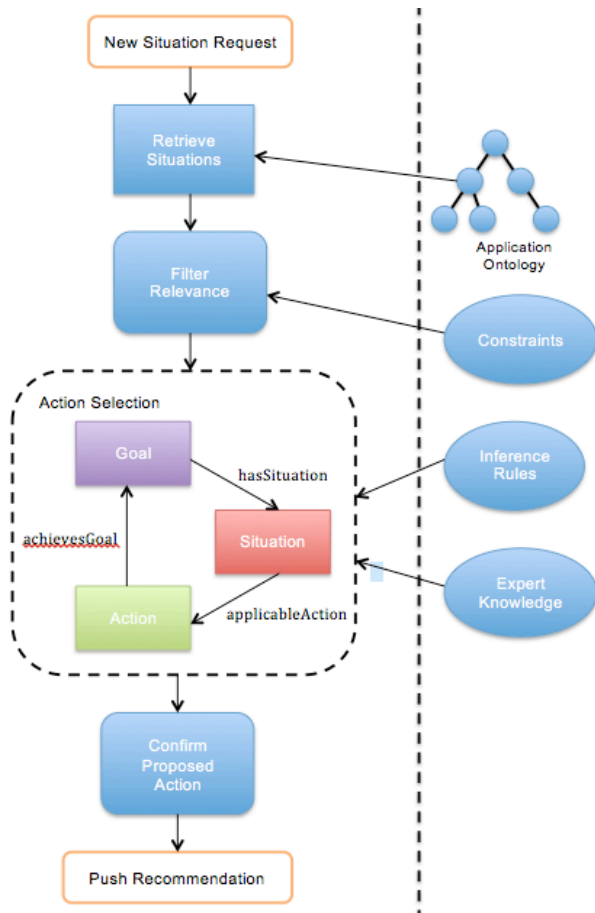 New Situation Request
Retrieve
Situations
Application
Ontology
Filter
Relevance
Constraints
Action Selection
Goal
hasSituation
Inference
Rules
achievesGoal
Situation
Action
applicableAction
Expert
Knowledge
Confirm
Proposed
Action
Push Recommendation